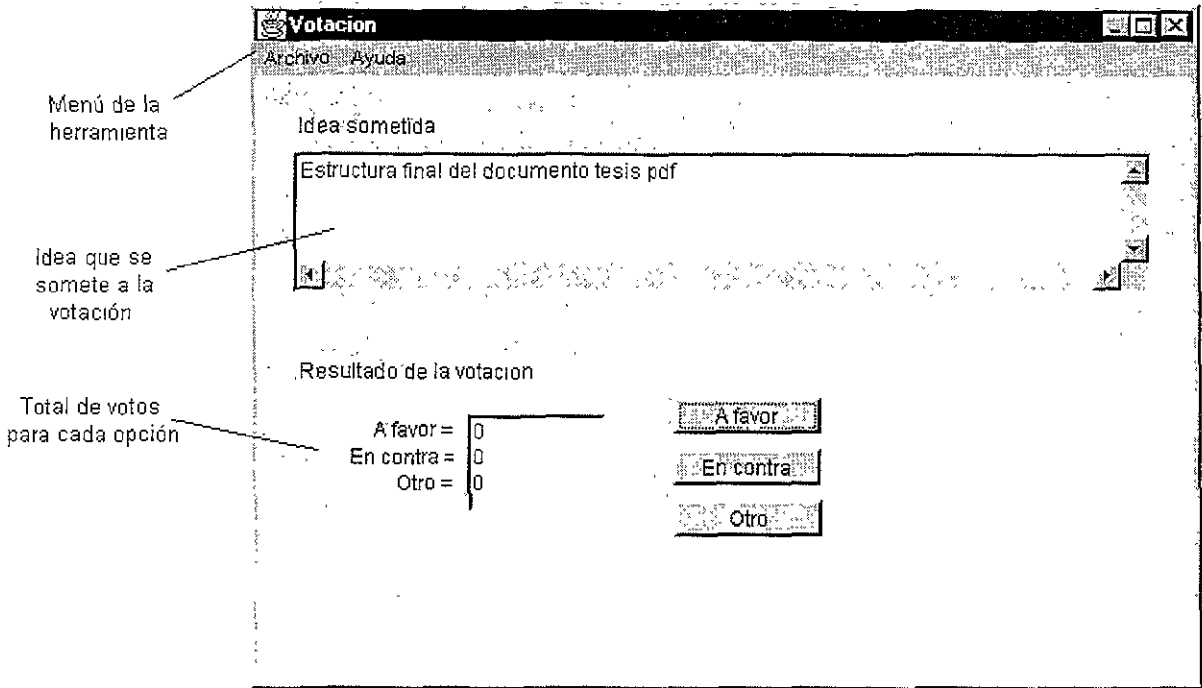 Votacion
Archivo Ayuda
Menú de la
herramienta
Idea sometida
Estructura final del documento tesis pdf
Idea que se
somete a la
votación
Resultado de la votacion
Total de votos
para cada opción
A favor = 0
En contra = 0
Otro = 0
A favor
En contra
Otro